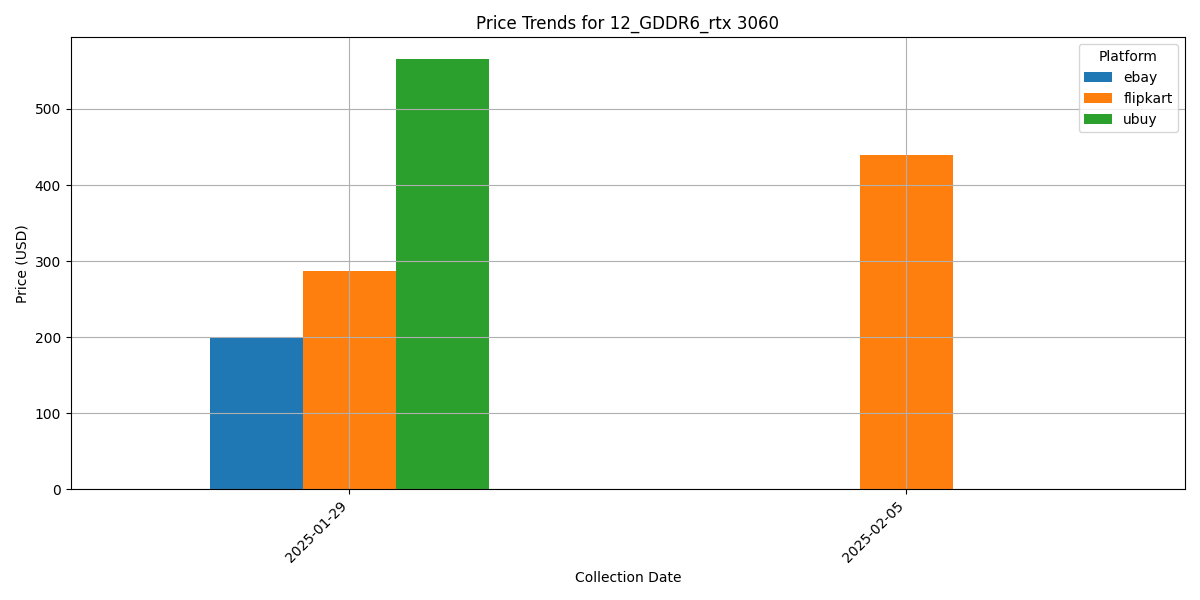 Price Trends for 12_GDDR6_rtx 3060
Platform
ebay
flipkart
ubuy
Price (USD)
500
400
300
200
100
0
2025-01-29
2025-02-05
Collection Date